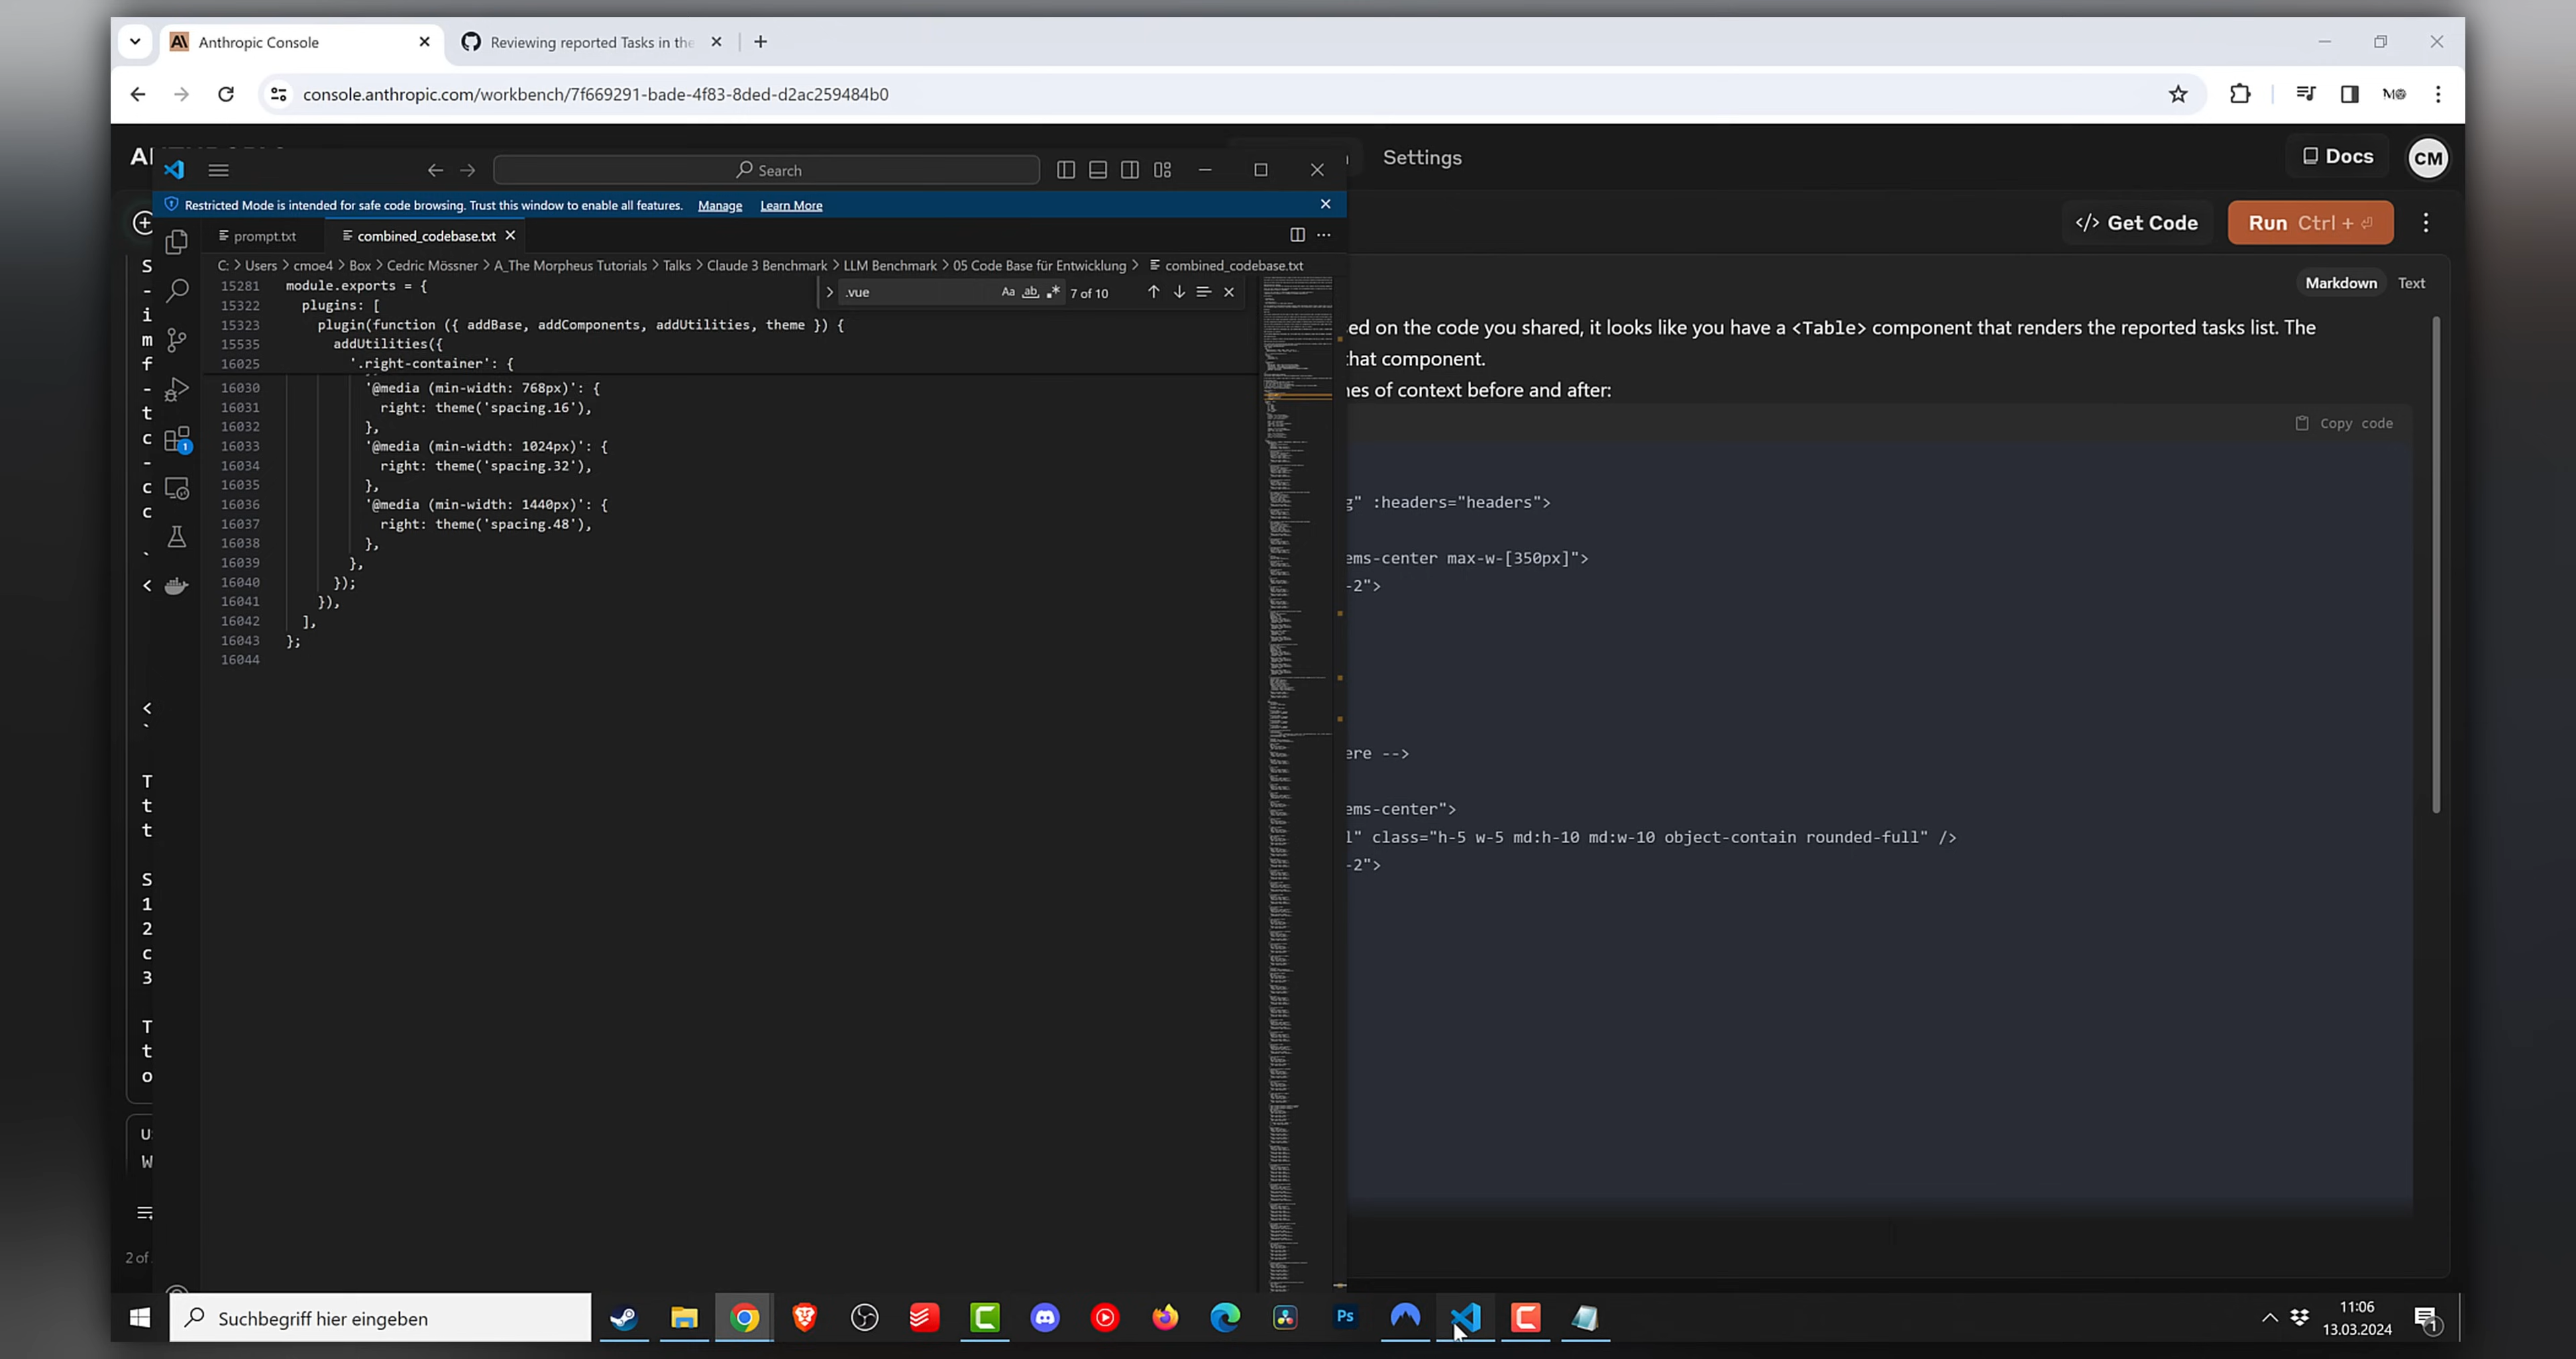 Anthropic Console
Reviewing reported Tasks in the
console.anthropic.com/workbench/7f669291-bade-4f83-8ded-d2ac259484b0
Settings
Docs
CM
Search
Restricted Mode is intended for safe code browsing. Trust this window to enable all features. Manage Learn More
</> Get Code
Run Ctrl +
prompt.txt
combined_codebase.txt
C: > Users > cmoe4 > Box > Cedric Mössner > A_The Morpheus Tutorials > Talks > Claude 3 Benchmark > LLM Benchmark > 05 Code Base für Entwicklung > combined_codebase.txt
Markdown Text
.vue
Aa ab 7 of 10
15281 module.exports = {
15322 plugins: [
15323 plugin(function ({ addBase, addComponents, addUtilities, theme }) {
15535 addUtilities({
16025 '.right-container': {
16030 '@media (min-width: 768px)': {
16031 right: theme('spacing.16'),
16032 },
16033 '@media (min-width: 1024px)': {
16034 right: theme('spacing.32'),
16035 },
16036 '@media (min-width: 1440px)': {
16037 right: theme('spacing.48'),
16038 },
16039 },
16040 });
16041 }),
16042 ],
16043 };
16044
ed on the code you shared, it looks like you have a <Table> component that renders the reported tasks list. The
hat component.
nes of context before and after:
Copy code
g" :headers="headers">
ems-center max-w-[350px]">
-2">
ere -->
ems-center">
l" class="h-5 w-5 md:h-10 md:w-10 object-contain rounded-full" />
-2">
S
-
i
m
f
-
t
c
-
c
c
`
<
<
`
T
t
t
S
1
2
c
3
T
t
o
U
W
2 of
1
Suchbegriff hier eingeben
Ps
11:06
13.03.2024
1